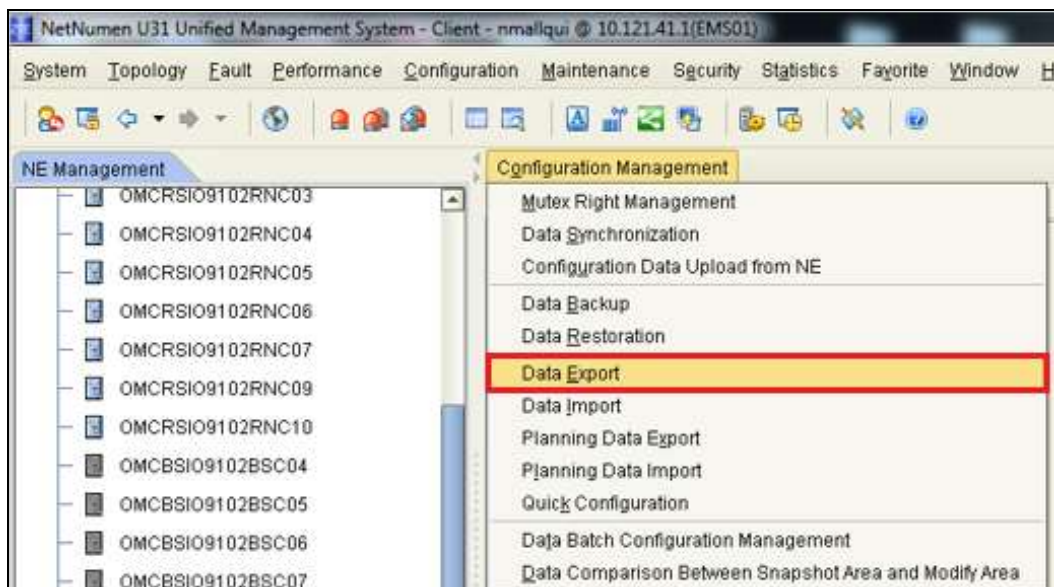 NetNumen U31 Unified Management System - Client - nmallqui @ 10.121.41.1(EMS01)
System Topology Fault Performance Configuration Maintenance Security Statistics Favorite Window H
NE Management
OMCRSIO9102RNC03
OMCRSIO9102RNC04
OMCRSIO9102RNC05
OMCRSIO9102RNC06
OMCRSIO9102RNC07
OMCRSIO9102RNC09
OMCRSIO9102RNC10
OMCBSIO9102BSC04
OMCBSIO9102BSC05
OMCBSIO9102BSC06
OMCBSIO9102BSC07
Configuration Management
Mutex Right Management
Data Synchronization
Configuration Data Upload from NE
Data Backup
Data Restoration
Data Export
Data Import
Planning Data Export
Planning Data Import
Quick Configuration
Data Batch Configuration Management
Data Comparison Between Snapshot Area and Modify Area